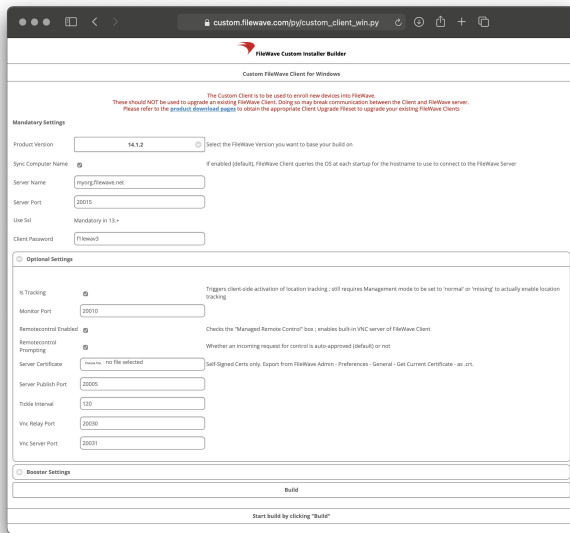 custom.filewave.com/py/custom_client_win.py
FileWave Custom Installer Builder
Custom FileWave Client for Windows
The Custom Client is to be used to enroll new devices into FileWave.
These should NOT be used to upgrade an existing FileWave Client. Doing so may break communication between the Client and FileWave server.
Please refer to the product download pages to obtain the appropriate Client Upgrade Fileset to upgrade your existing FileWave Clients
Mandatory Settings
Product Version 14.1.2 Select the FileWave Version you want to base your build on
Sync Computer Name If enabled (default), FileWave Client queries the OS at each startup for the hostname to use to connect to the FileWave Server
Server Name myorg.filewave.net
Server Port 20015
Use Ssl Mandatory in 13.+
Client Password f1lewav3
Optional Settings
Is Tracking Triggers client-side activation of location tracking ; still requires Management mode to be set to 'normal' or 'missing' to actually enable location
tracking
Monitor Port 20010
Remotecontrol Enabled Checks the "Managed Remote Control" box ; enables built-in VNC server of FileWave Client
Remotecontrol
Prompting Whether an incoming request for control is auto-approved (default) or not
Server Certificate Choose File no file selected Self-Signed Certs only. Export from FileWave Admin - Preferences - General - Get Current Certificate - as .crt.
Server Publish Port 20005
Tickle Interval 120
Vnc Relay Port 20030
Vnc Server Port 20031
Booster Settings
Build
Start build by clicking "Build"